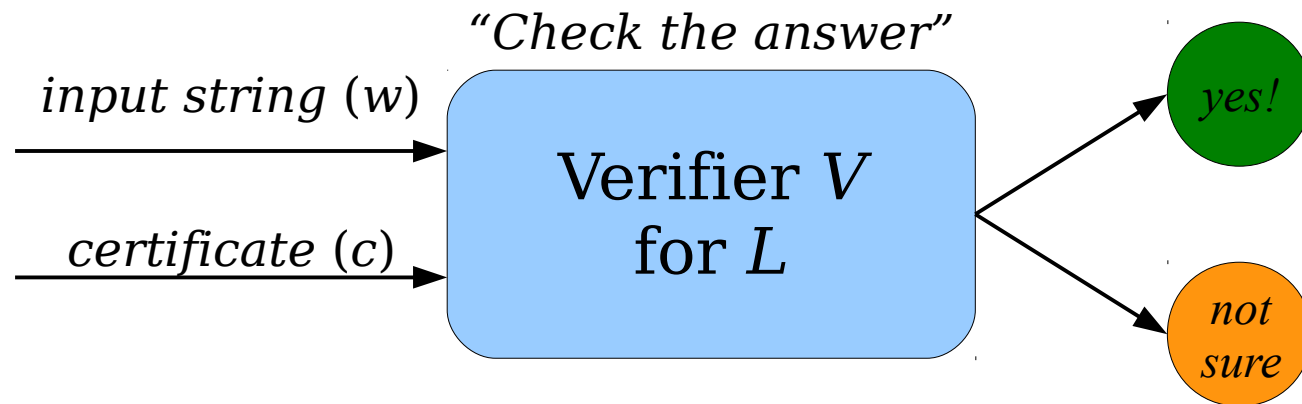 “Check the answer”
input string (w)
certificate (c)
Verifier V
for L
yes!
not
sure